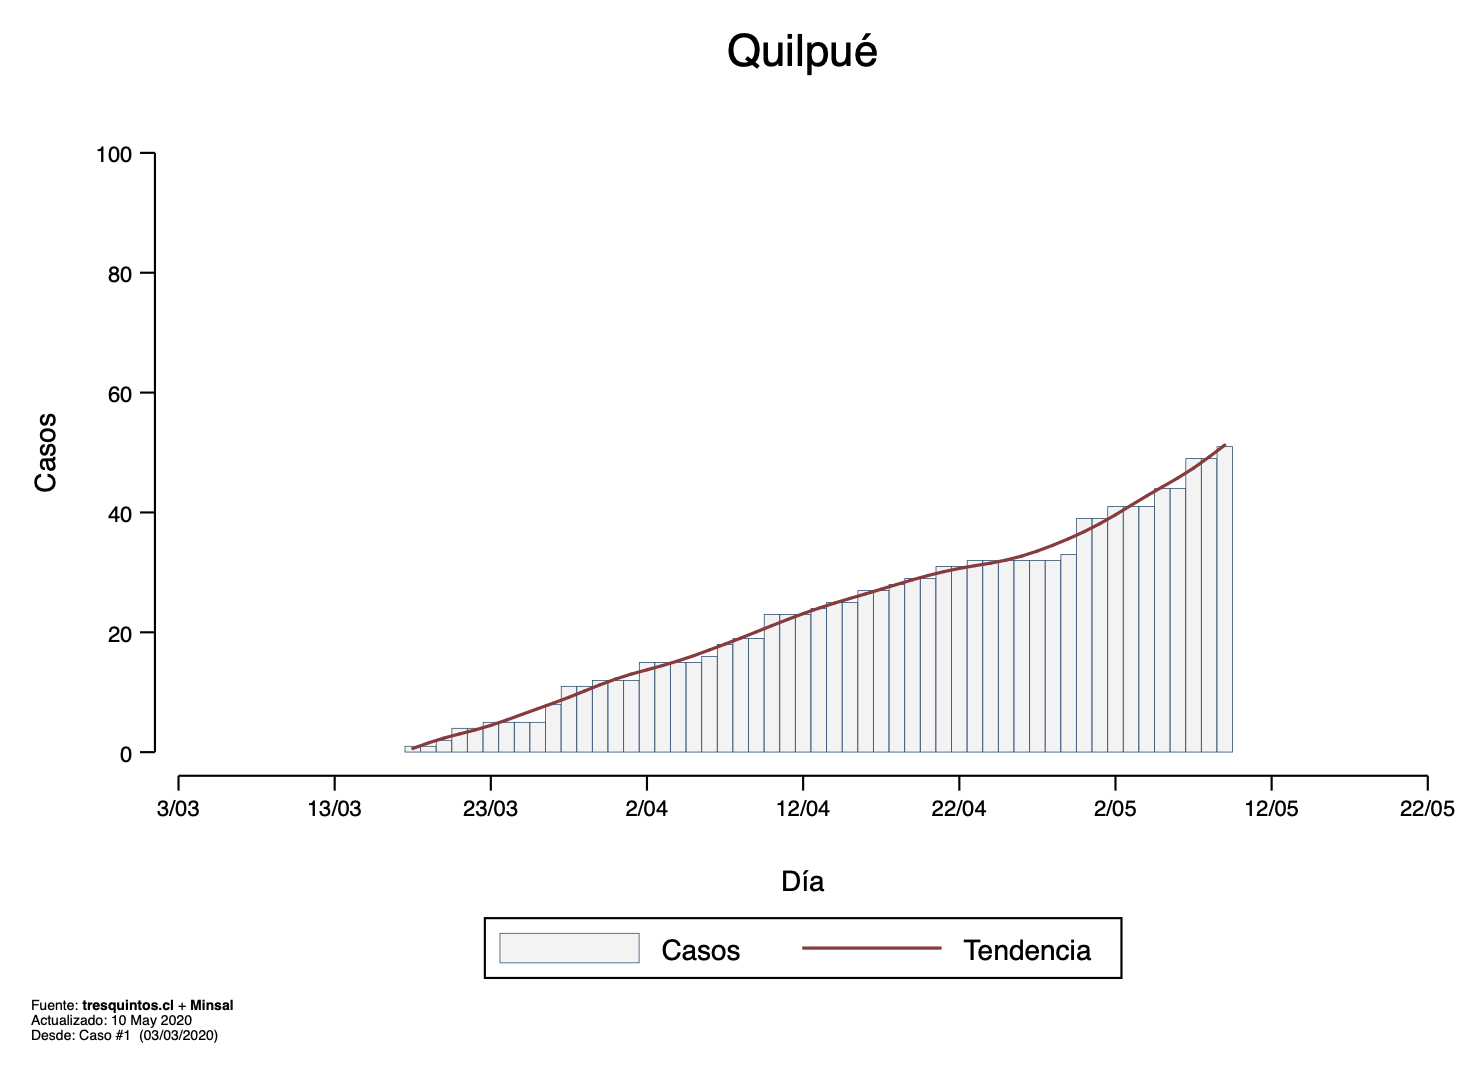 Quilpué
100
80
60
40
20
0
Casos
3/03 13/03 23/03 2/04 12/04 22/04 2/05 12/05 22/05
Día
Casos Tendencia
Fuente: tresquintos.cl + Minsal
Actualizado: 10 May 2020
Desde: Caso #1 (03/03/2020)